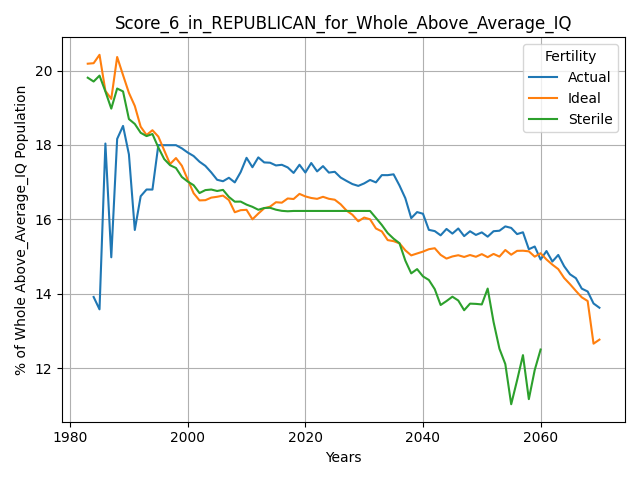 Score_6_in_REPUBLICAN_for_Whole_Above_Average_IQ
% of Whole Above_Average_IQ Population
20
18
16
14
12
Fertility
Actual
Ideal
Sterile
1980
2000
2020
2040
2060
Years